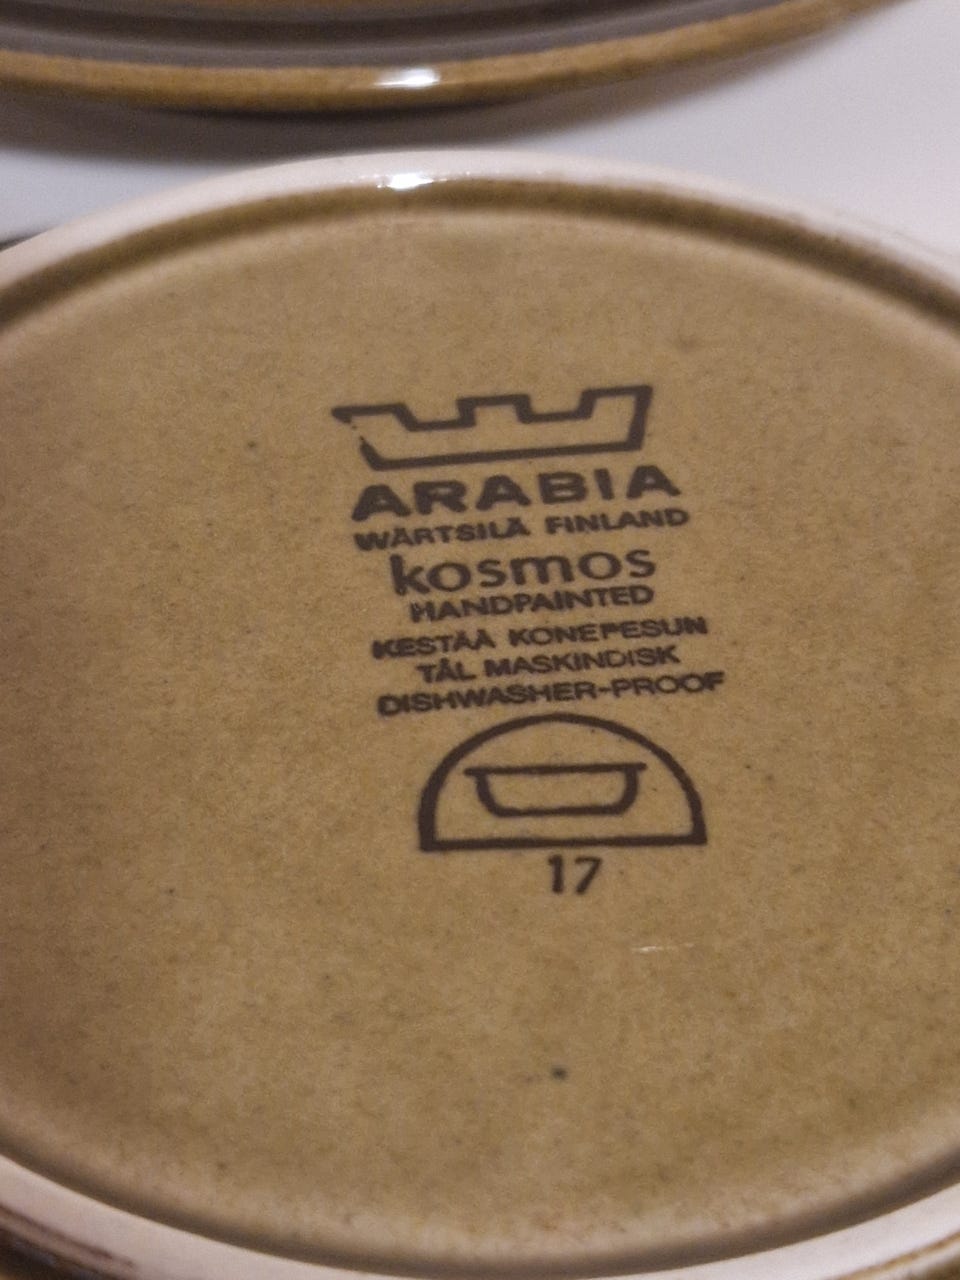 ARABIA
WÄRTSILÄ FINLAND
kosmos
HANDPAINTED
KESTÄÄ KONEPESUN
TÅL MASKINDISK
DISHWASHER-PROOF
17